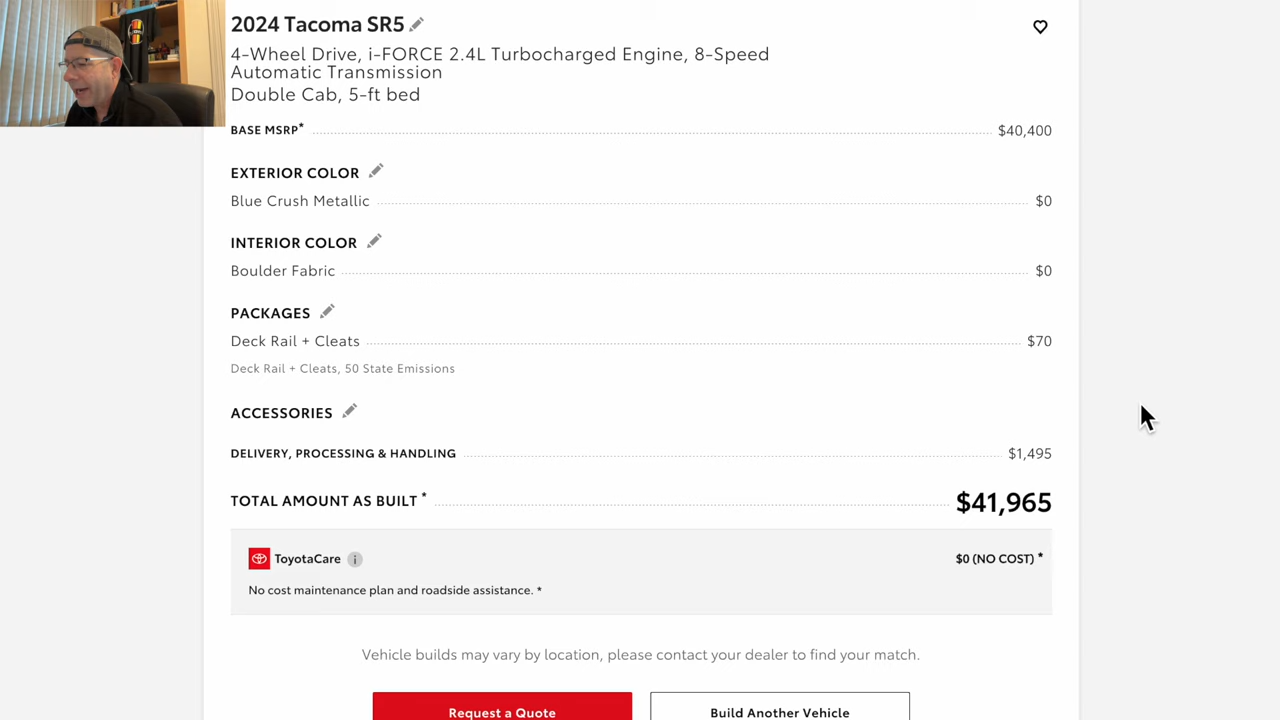 2024 Tacoma SR5
4-Wheel Drive, i-FORCE 2.4L Turbocharged Engine, 8-Speed
Automatic Transmission
Double Cab, 5-ft bed
BASE MSRP* $40,400
EXTERIOR COLOR
Blue Crush Metallic $0
INTERIOR COLOR
Boulder Fabric $0
PACKAGES
Deck Rail + Cleats $70
Deck Rail + Cleats, 50 State Emissions
ACCESSORIES
DELIVERY, PROCESSING & HANDLING $1,495
TOTAL AMOUNT AS BUILT * $41,965
ToyotaCare i $0 (NO COST) *
No cost maintenance plan and roadside assistance. *
Vehicle builds may vary by location, please contact your dealer to find your match.
Request a Quote Build Another Vehicle